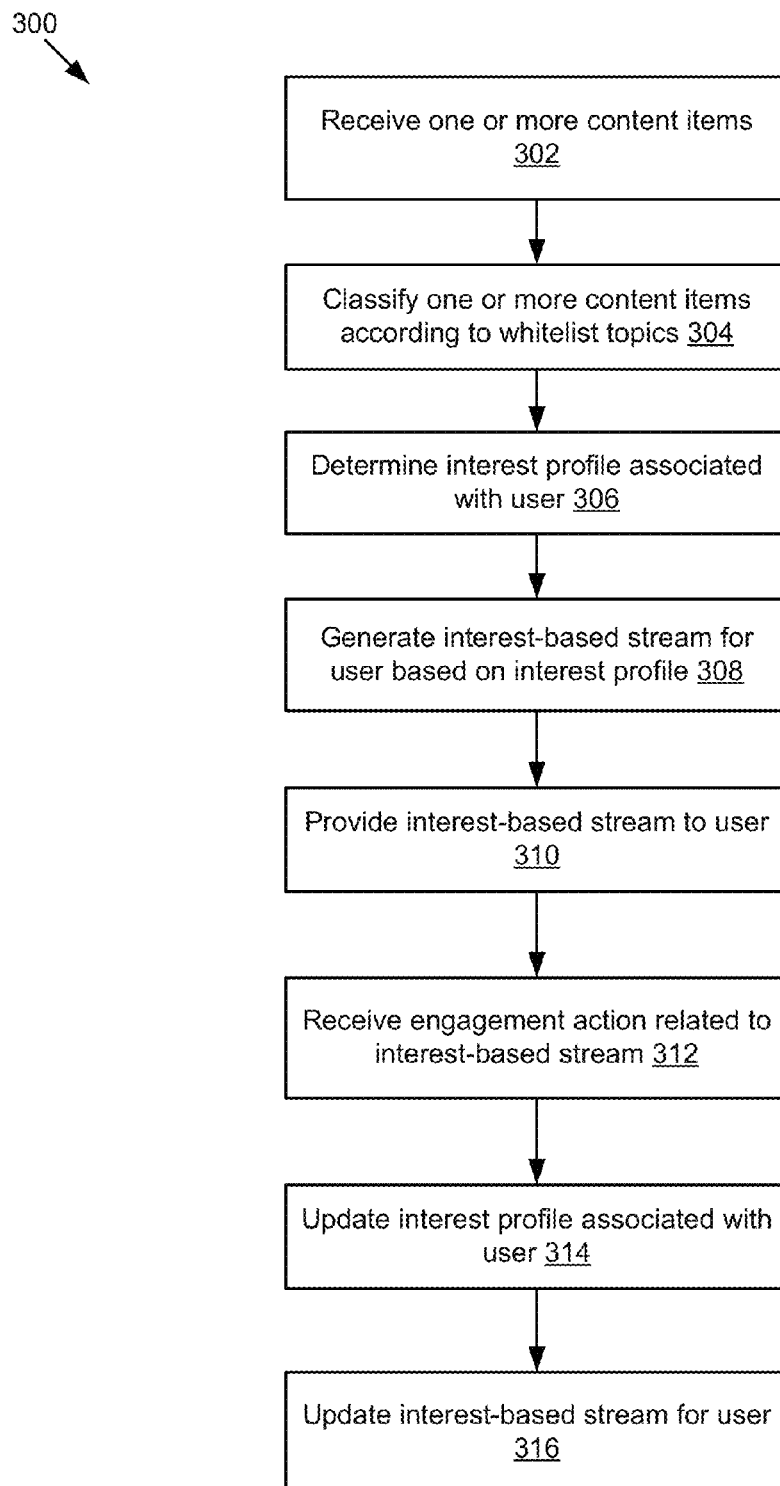 300
Receive one or more content items
302
Classify one or more content items
according to whitelist topics 304
Determine interest profile associated
with user 306
Generate interest-based stream for
user based on interest profile 308
Provide interest-based stream to user
310
Receive engagement action related to
interest-based stream 312
Update interest profile associated with
user 314
Update interest-based stream for user
316